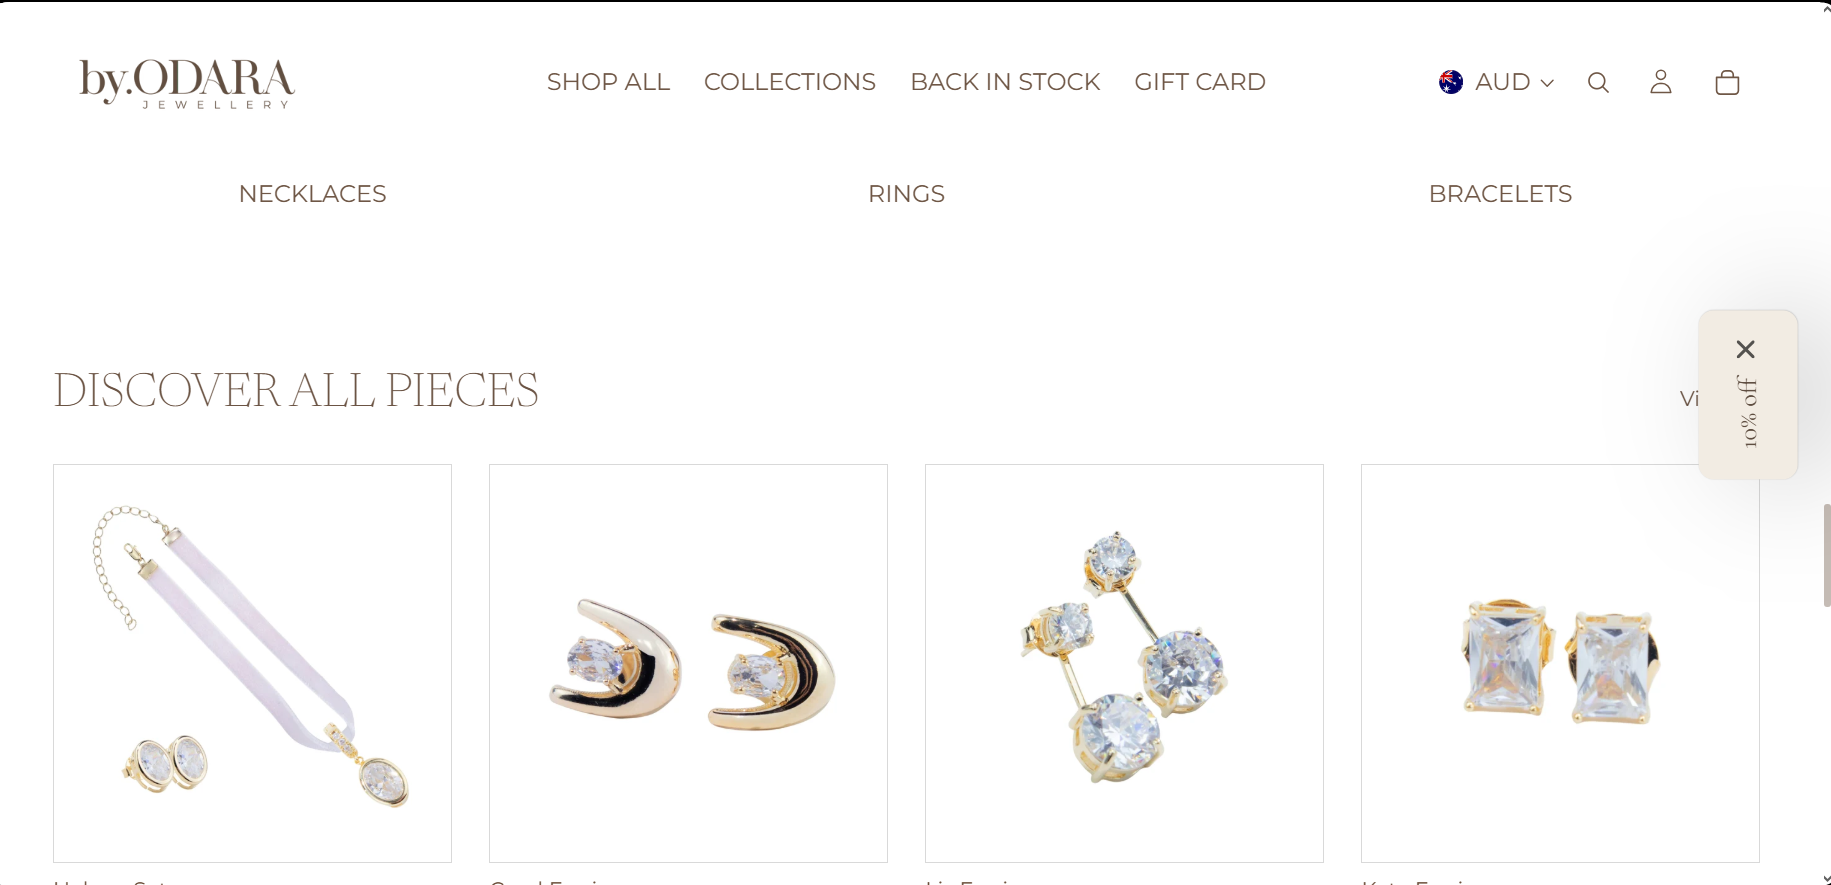 by.ODARA
JEWELLERY
SHOP ALL
COLLECTIONS
BACK IN STOCK
GIFT CARD
AUD
NECKLACES
RINGS
BRACELETS
DISCOVER ALL PIECES
10% off